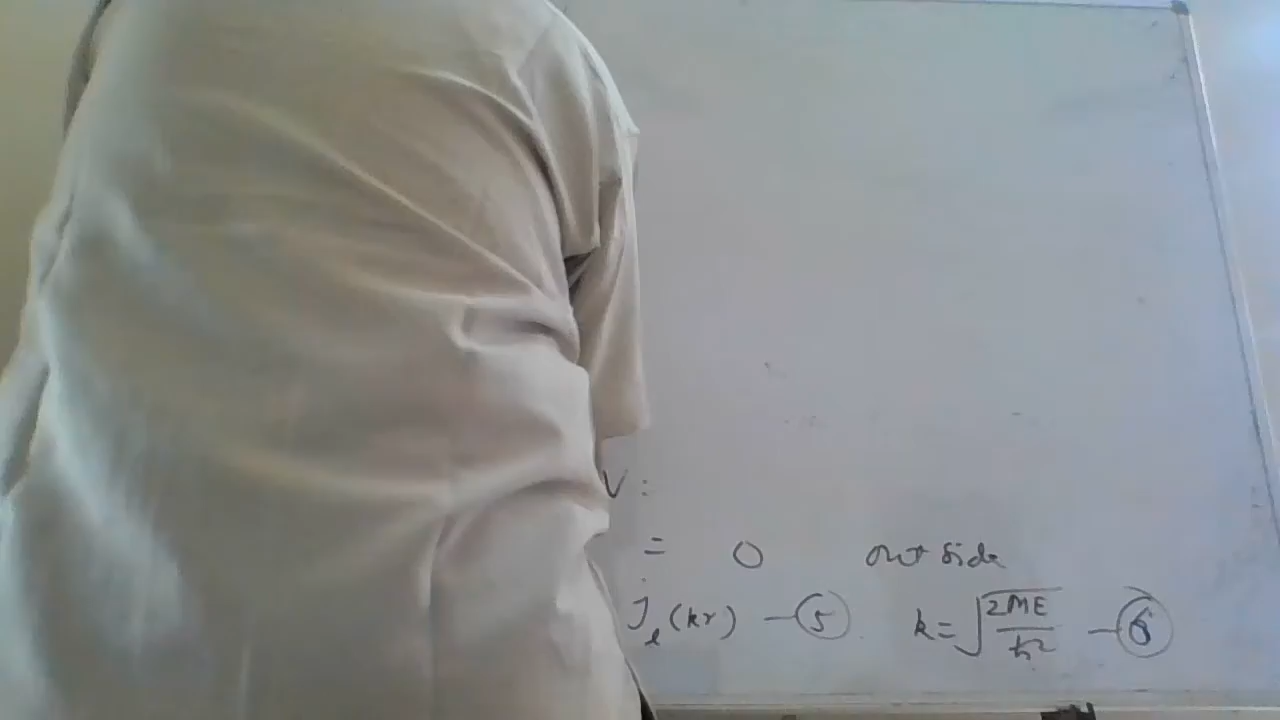 V :
= 0 out side
j_l (kr) — (5) k = √(2ME/ħ²) — (6)